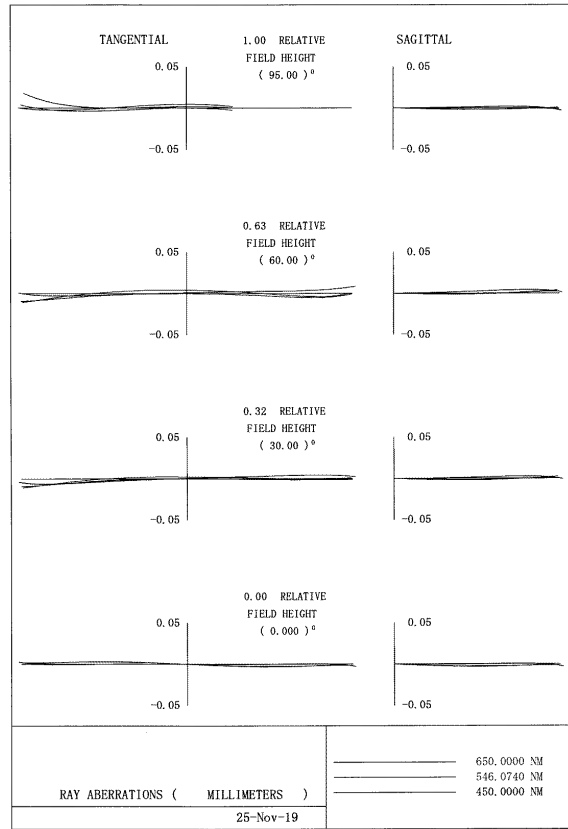 TANGENTIAL 1.00 RELATIVE SAGITTAL
FIELD HEIGHT
0.05 ( 95.00 )° 0.05
-0.05 -0.05
0.63 RELATIVE
FIELD HEIGHT
0.05 ( 60.00 )° 0.05
-0.05 -0.05
0.32 RELATIVE
FIELD HEIGHT
0.05 ( 30.00 )° 0.05
-0.05 -0.05
0.00 RELATIVE
FIELD HEIGHT
0.05 ( 0.000 )° 0.05
-0.05 -0.05
650.0000 NM
546.0740 NM
450.0000 NM
RAY ABERRATIONS ( MILLIMETERS )
25-Nov-19